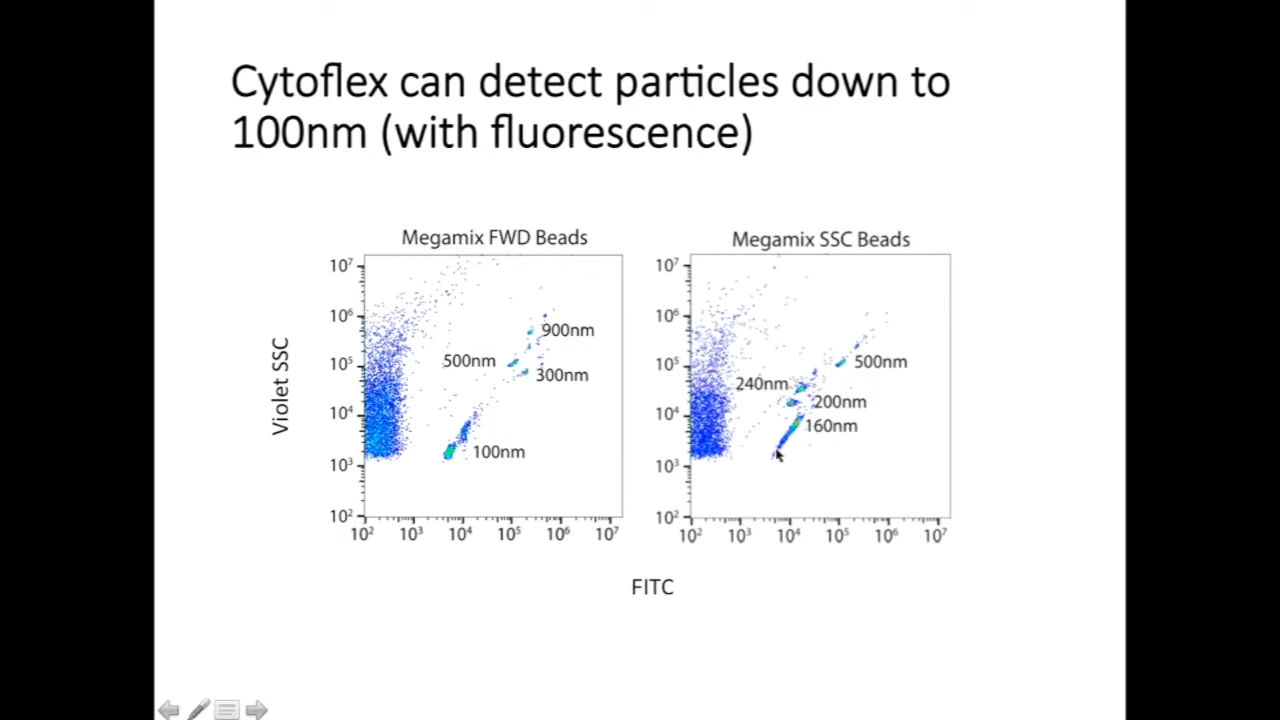 Cytoflex can detect particles down to
100nm (with fluorescence)
Megamix FWD Beads
Megamix SSC Beads
Violet SSC
10⁷
10⁶
10⁵
10⁴
10³
10²
900nm
500nm
300nm
100nm
10² 10³ 10⁴ 10⁵ 10⁶ 10⁷
10⁷
10⁶
10⁵
10⁴
10³
10²
500nm
240nm
200nm
160nm
10² 10³ 10⁴ 10⁵ 10⁶ 10⁷
FITC